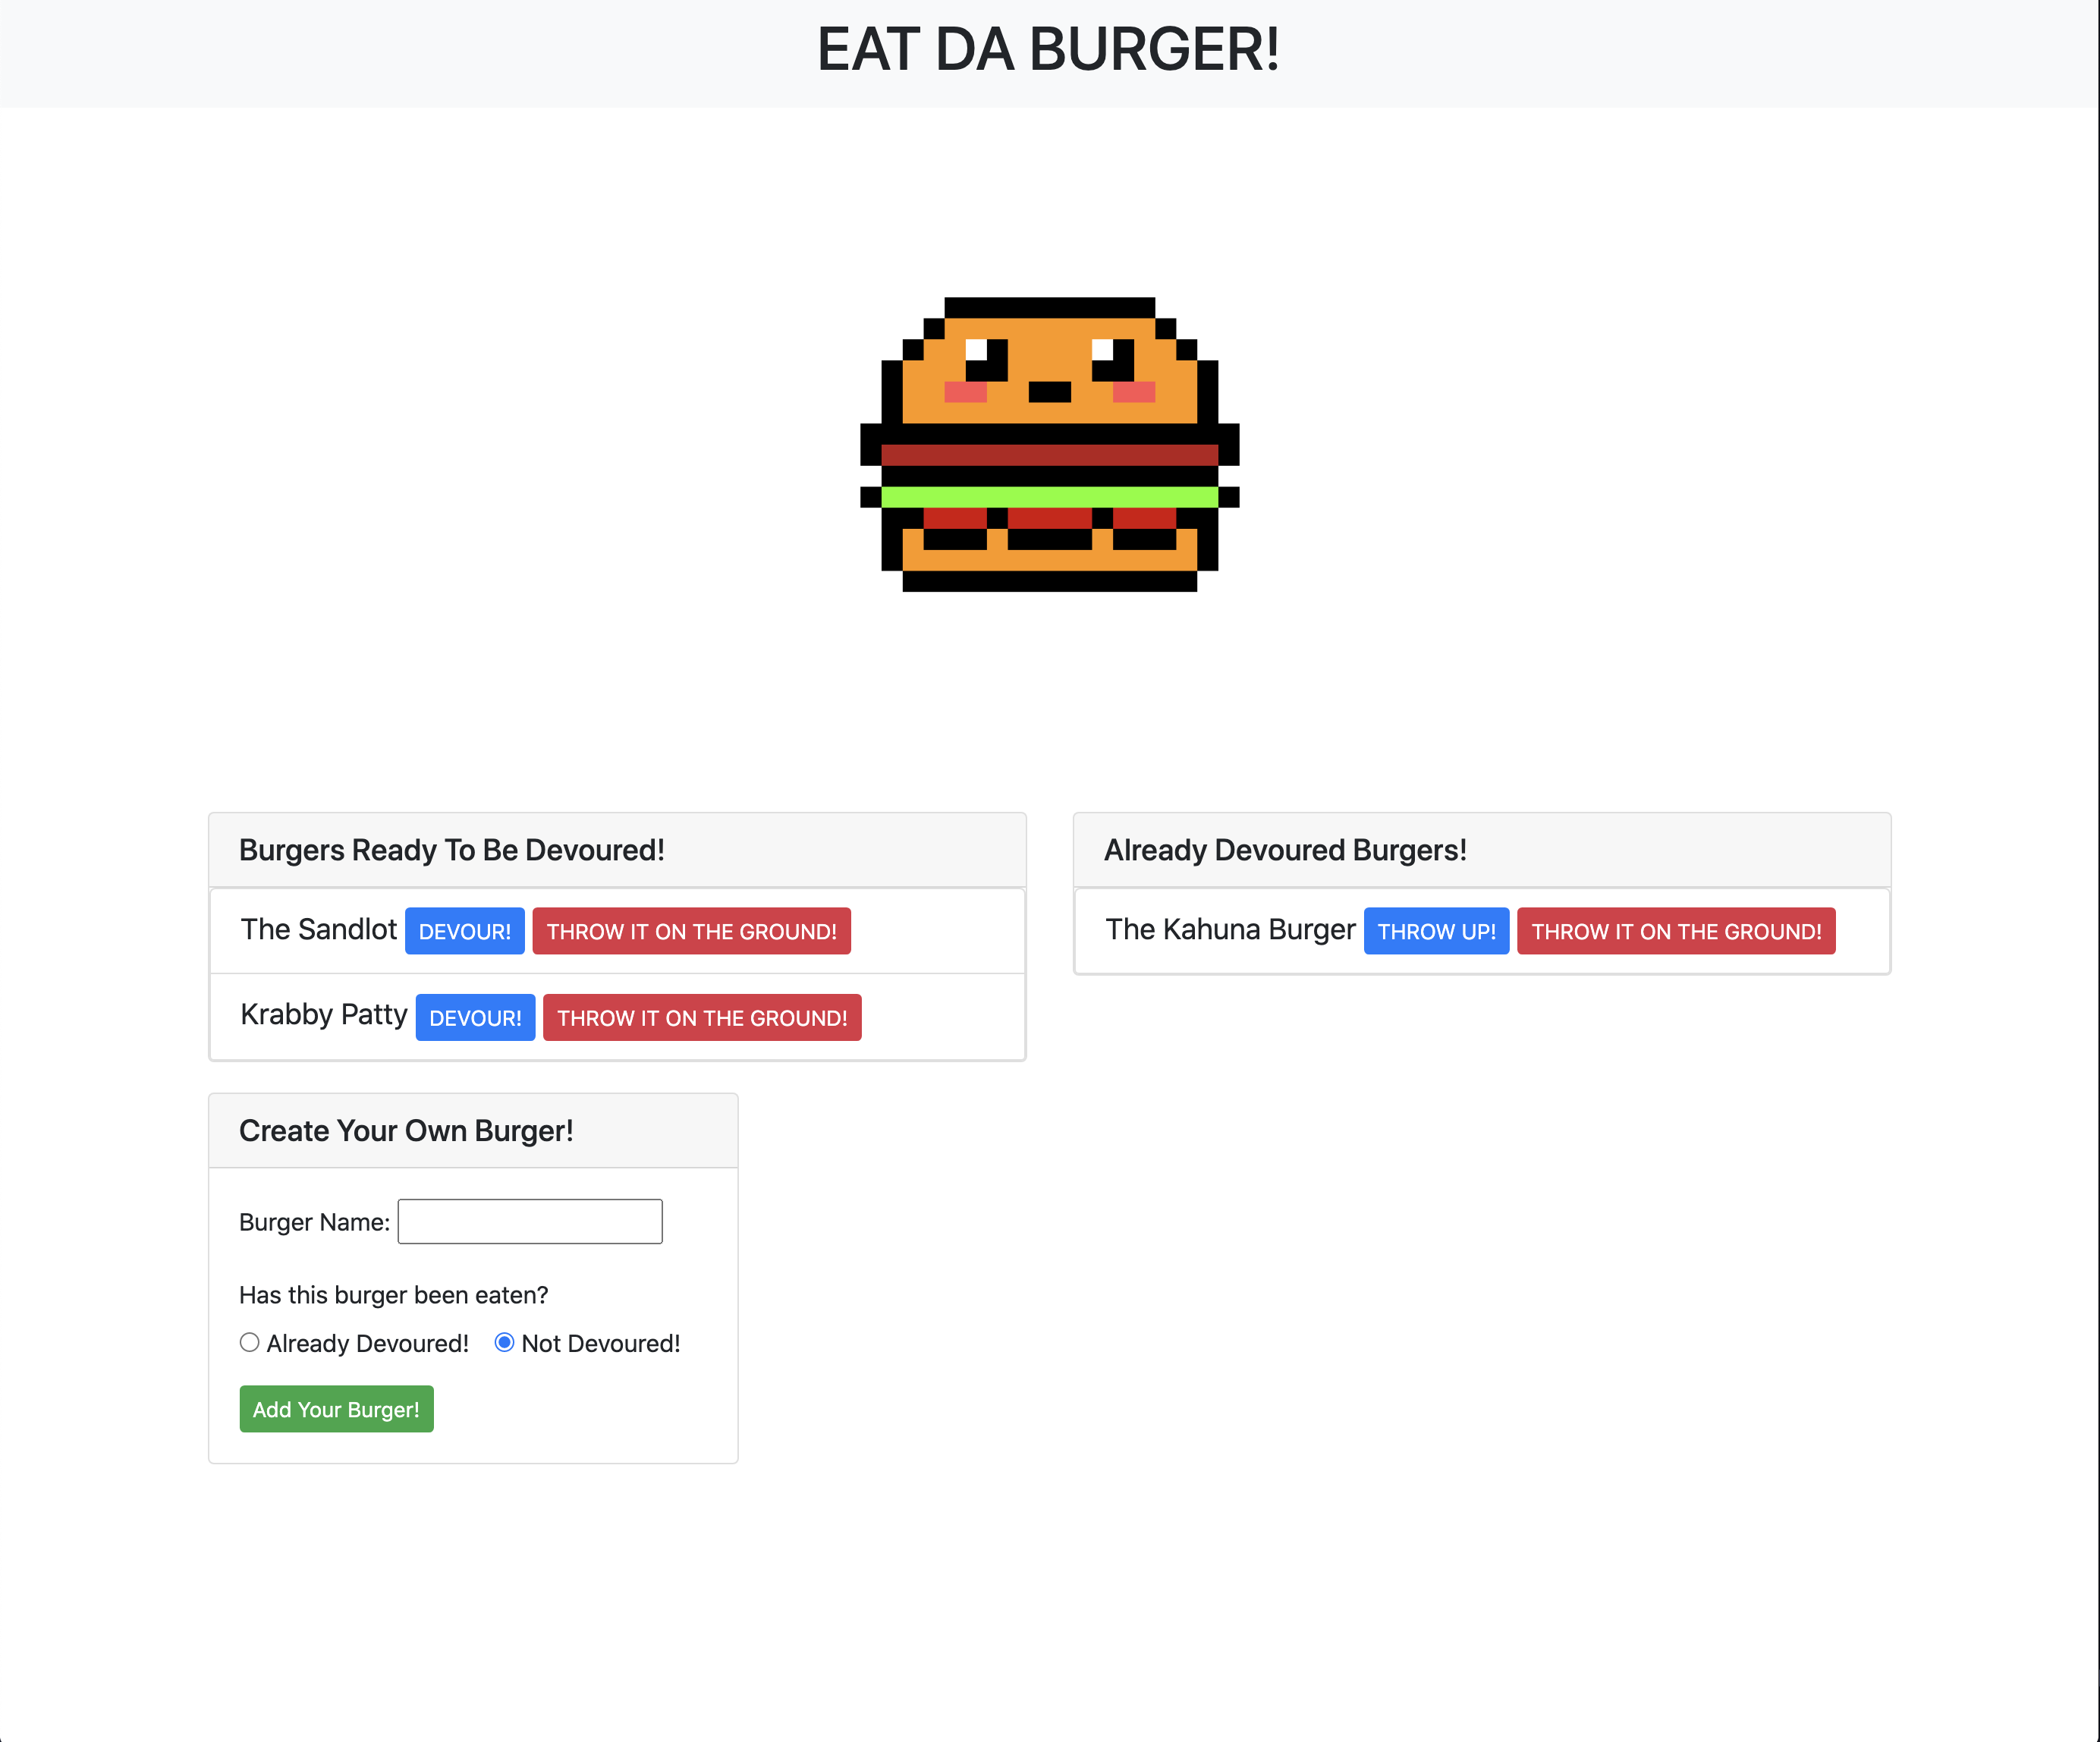 EAT DA BURGER!
Burgers Ready To Be Devoured!
The Sandlot DEVOUR! THROW IT ON THE GROUND!
Krabby Patty DEVOUR! THROW IT ON THE GROUND!
Already Devoured Burgers!
The Kahuna Burger THROW UP! THROW IT ON THE GROUND!
Create Your Own Burger!
Burger Name:
Has this burger been eaten?
Already Devoured! Not Devoured!
Add Your Burger!